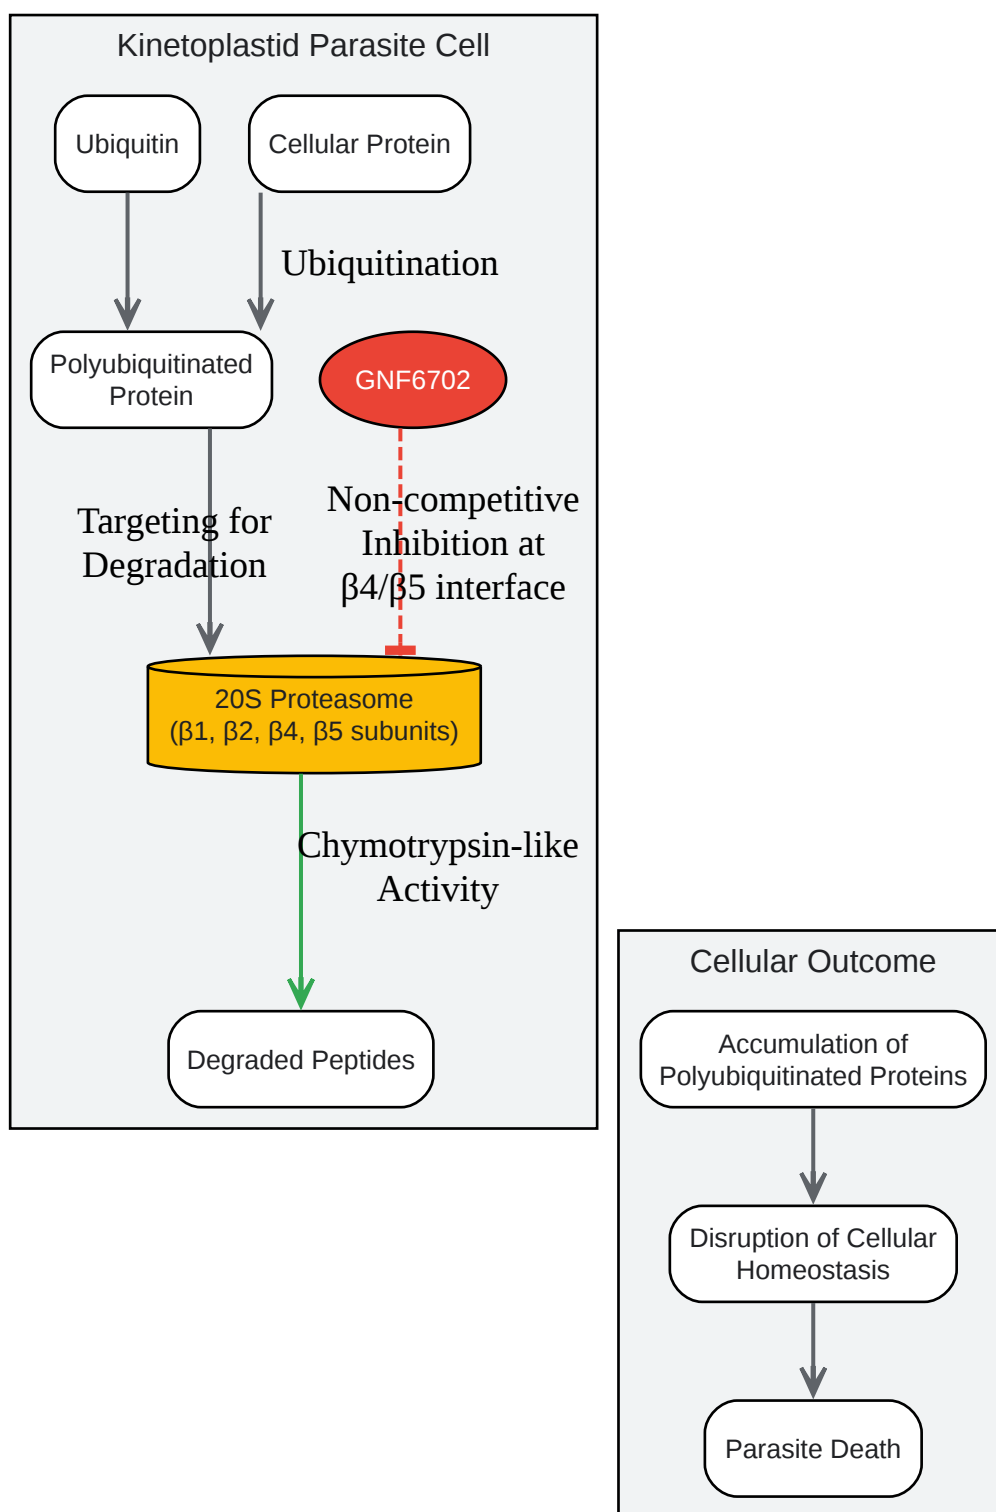 Kinetoplastid Parasite Cell
Ubiquitin
Cellular Protein
Ubiquitination
Polyubiquitinated
Protein
GNF6702
Targeting for
Degradation
Non-competitive
Inhibition at
β4/β5 interface
20S Proteasome
(β1, β2, β4, β5 subunits)
Chymotrypsin-like
Activity
Degraded Peptides
Cellular Outcome
Accumulation of
Polyubiquitinated Proteins
Disruption of Cellular
Homeostasis
Parasite Death